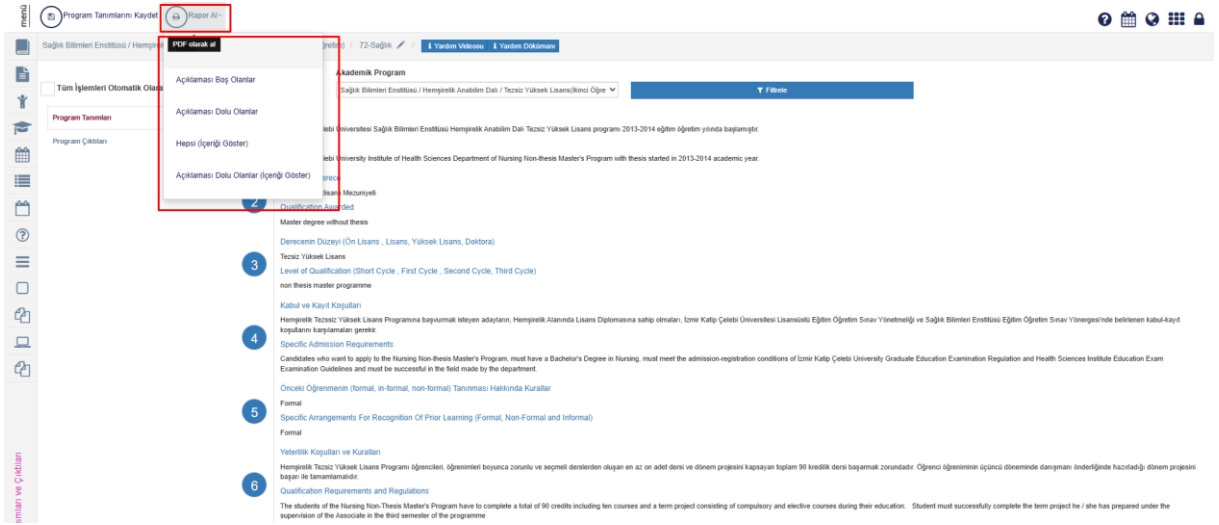 menü
Program Tanımlarını Kaydet
Rapor Al
PDF olarak al
Sağlık Bilimleri Enstitüsü /
72-Sağlık
Yardım Videosu
Yardım Dökümanı
Açıklaması Boş Olanlar
Açıklaması Dolu Olanlar
Hepsi (İçeriği Göster)
Açıklaması Dolu Olanlar (İçeriği Göster)
Tüm İşlemleri Otomatik
Program Tanımları
Program Çıktıları
Akademik Program
Sağlık Bilimleri Enstitüsü / Hemşirelik Anabilim Dalı / Tezsiz Yüksek Lisans(İkinci Öğre
Filtrele
Üniversitesi Sağlık Bilimleri Enstitüsü Hemşirelik Anabilim Dalı Tezsiz Yüksek Lisans programı 2013-2014 eğitim öğretim yılında başlamıştır.
University Institute of Health Sciences Department of Nursing Non-thesis Master's Program with thesis started in 2013-2014 academic year.
Mezuniyeti
2
Qualification Awarded
Master degree without thesis
Derecenin Düzeyi (Ön Lisans , Lisans, Yüksek Lisans, Doktora)
Tezsiz Yüksek Lisans
3
Level of Qualification (Short Cycle , First Cycle , Second Cycle, Third Cycle)
non thesis master programme
Kabul ve Kayıt Koşulları
Hemşirelik Tezssiz Yüksek Lisans Programına başvurmak isteyen adayların, Hemşirelik Alanında Lisans Diplomasına sahip olmaları, İzmir Katip Çelebi Üniversitesi Lisansüstü Eğitim Öğretim Sınav Yönetmeliği ve Sağlık Bilimleri Enstitüsü Eğitim Öğretim Sınav Yönergesi'nde belirlenen kabul-kayıt
koşullarını karşılamaları gerekir.
4
Specific Admission Requirements
Candidates who want to apply to the Nursing Non-thesis Master's Program, must have a Bachelor's Degree in Nursing, must meet the admission-registration conditions of Izmir Katip Çelebi University Graduate Education Examination Regulation and Health Sciences Institute Education Exam
Examination Guidelines and must be successful in the field made by the department.
Önceki Öğrenmenin (formal, in-formal, non-formal) Tanınması Hakkında Kurallar
Formal
5
Specific Arrangements For Recognition Of Prior Learning (Formal, Non-Formal and Informal)
Formal
Yeterlilik Koşulları ve Kuralları
Hemşirelik Tezsiz Yüksek Lisans Programı öğrencileri, öğrenimleri boyunca zorunlu ve seçmeli derslerden oluşan en az on adet dersi ve dönem projesini kapsayan toplam 90 kredilik dersi başarmak zorundadır. Öğrenci öğreniminin üçüncü döneminde danışmanı önderliğinde hazırladığı dönem projesini
başarı ile tamamlamalıdır.
6
Qualification Requirements and Regulations
The students of the Nursing Non-Thesis Master's Program have to complete a total of 90 credits including ten courses and a term project consisting of compulsory and elective courses during their education. Student must successfully complete the term project he / she has prepared under the
supervision of the Associate in the third semester of the programme
ve Çıktıları